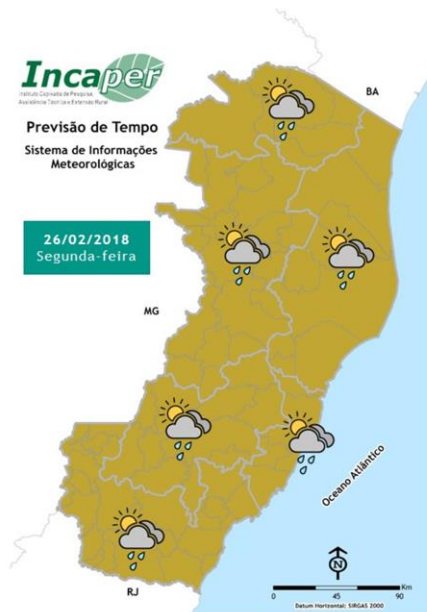 Incaper
Instituto Capixaba de Pesquisa,
Assistência Técnica e Extensão Rural
Previsão de Tempo
Sistema de Informações
Meteorológicas
26/02/2018
Segunda-feira
BA
MG
Oceano Atlântico
RJ
N
Km
0 45 90
Datum Horizontal: SIRGAS 2000